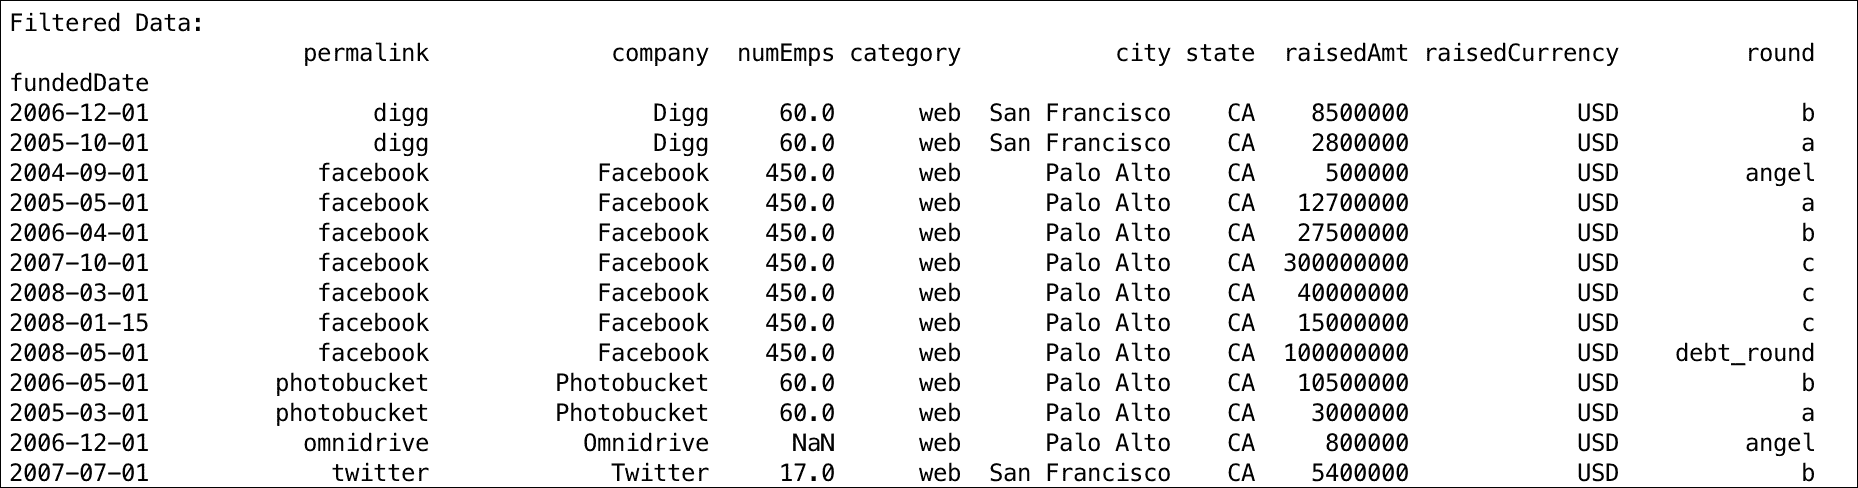 Filtered Data:
permalink company numEmps category city state raisedAmt raisedCurrency round
fundedDate
2006-12-01 digg Digg 60.0 web San Francisco CA 8500000 USD b
2005-10-01 digg Digg 60.0 web San Francisco CA 2800000 USD a
2004-09-01 facebook Facebook 450.0 web Palo Alto CA 500000 USD angel
2005-05-01 facebook Facebook 450.0 web Palo Alto CA 12700000 USD a
2006-04-01 facebook Facebook 450.0 web Palo Alto CA 27500000 USD b
2007-10-01 facebook Facebook 450.0 web Palo Alto CA 300000000 USD c
2008-03-01 facebook Facebook 450.0 web Palo Alto CA 40000000 USD c
2008-01-15 facebook Facebook 450.0 web Palo Alto CA 15000000 USD c
2008-05-01 facebook Facebook 450.0 web Palo Alto CA 100000000 USD debt_round
2006-05-01 photobucket Photobucket 60.0 web Palo Alto CA 10500000 USD b
2005-03-01 photobucket Photobucket 60.0 web Palo Alto CA 3000000 USD a
2006-12-01 omnidrive Omnidrive NaN web Palo Alto CA 800000 USD angel
2007-07-01 twitter Twitter 17.0 web San Francisco CA 5400000 USD b